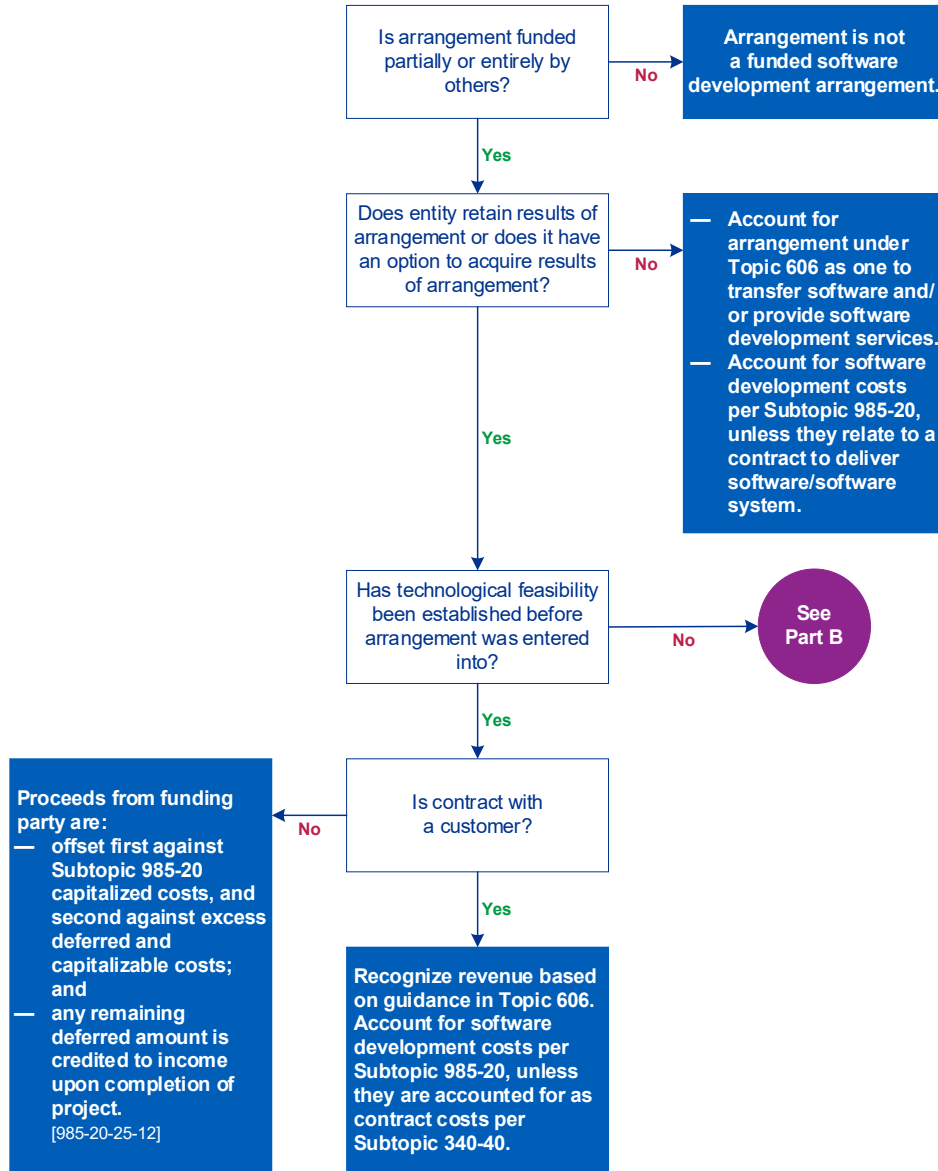 Is arrangement funded
partially or entirely by
others?
No
Arrangement is not
a funded software
development arrangement.
Yes
Does entity retain results of
arrangement or does it have
an option to acquire results
of arrangement?
No
— Account for
arrangement under
Topic 606 as one to
transfer software and/
or provide software
development services.
— Account for software
development costs
per Subtopic 985-20,
unless they relate to a
contract to deliver
software/software
system.
Yes
Has technological feasibility
been established before
arrangement was entered
into?
No
See
Part B
Yes
Is contract with
a customer?
No
Proceeds from funding
party are:
— offset first against
Subtopic 985-20
capitalized costs, and
second against excess
deferred and
capitalizable costs;
and
— any remaining
deferred amount is
credited to income
upon completion of
project.
[985-20-25-12]
Yes
Recognize revenue based
on guidance in Topic 606.
Account for software
development costs per
Subtopic 985-20, unless
they are accounted for as
contract costs per
Subtopic 340-40.